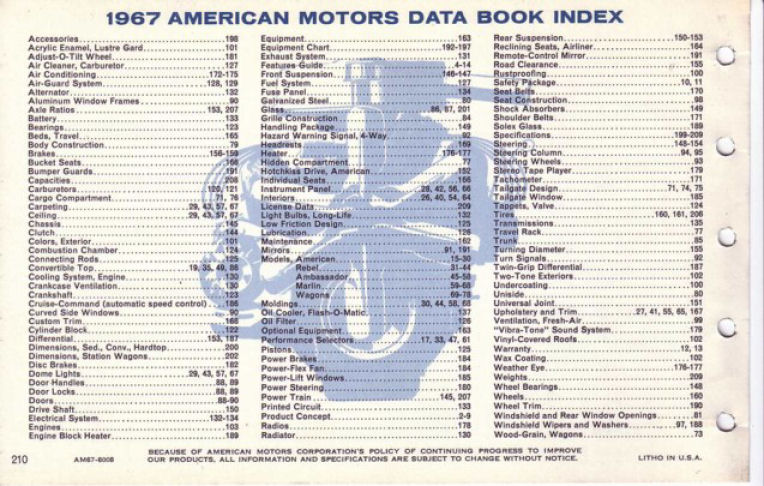 1967 AMERICAN MOTORS DATA BOOK INDEX
Accessories 198
Acrylic Enamel, Lustre Gard 101
Adjust-O-Tilt Wheel 181
Air Cleaner, Carburetor 127
Air Conditioning 172-175
Air-Guard System 128, 129
Alternator 132
Aluminum Window Frames 90
Axle Ratios 153, 207
Battery 133
Bearings 123
Beds, Travel 165
Body Construction 79
Brakes 156-159
Bucket Seats 166
Bumper Guards 191
Capacities 208
Carburetors 120, 121
Cargo Compartment 71, 76
Carpeting 29, 43, 57, 67
Ceiling 29, 43, 57, 67
Chassis 145
Clutch 144
Colors, Exterior 101
Combustion Chamber 124
Connecting Rods 125
Convertible Top 19, 35, 49, 88
Cooling System, Engine 130
Crankcase Ventilation 130
Crankshaft 123
Cruise-Command (automatic speed control) 186
Curved Side Windows 90
Custom Trim 168
Cylinder Block 122
Differential 153, 187
Dimensions, Sed., Conv., Hardtop 200
Dimensions, Station Wagons 202
Disc Brakes 182
Dome Lights 29, 43, 57, 67
Door Handles 88, 89
Door Locks 88, 89
Doors 88-90
Drive Shaft 150
Electrical System 132-134
Engines 103
Engine Block Heater 189
Equipment 163
Equipment Chart 192-197
Exhaust System 131
Features Guide 4-14
Front Suspension 146-147
Fuel System 127
Fuse Panel 134
Galvanized Steel 80
Glass 86, 87, 201
Grille Construction 84
Handling Package 149
Hazard Warning Signal, 4-Way 92
Headrests 169
Heater 176-177
Hidden Compartment 77
Hotchkiss Drive, American 152
Individual Seats 166
Instrument Panel 28, 42, 56, 66
Interiors 26, 40, 54, 64
License Data 209
Light Bulbs, Long-Life 132
Low Friction Design 125
Lubrication 126
Maintenance 162
Mirrors 91, 191
Models, American 15-30
Rebel 31-44
Ambassador 45-58
Marlin 59-68
Wagons 69-78
Moldings 30, 44, 58, 68
Oil Cooler, Flash-O-Matic 137
Oil Filter 126
Optional Equipment 163
Performance Selectors 17, 33, 47, 61
Pistons 125
Power Brakes 184
Power-Flex Fan 184
Power-Lift Windows 185
Power Steering 180
Power Train 145, 207
Printed Circuit 133
Product Concept 2-9
Radios 178
Radiator 130
Rear Suspension 150-153
Reclining Seats, Airliner 164
Remote-Control Mirror 191
Road Clearance 155
Rustproofing 100
Safety Package 10, 11
Seat Belts 170
Seat Construction 98
Shock Absorbers 149
Shoulder Belts 171
Solex Glass 189
Specifications 199-209
Steering 148-154
Steering Column 94, 95
Steering Wheels 93
Stereo Tape Player 179
Tachometer 171
Tailgate Design 71, 74, 75
Tailgate Window 185
Tappets, Valve 124
Tires 160, 161, 206
Transmissions 135
Travel Rack 77
Trunk 85
Turning Diameter 155
Turn Signals 92
Twin-Grip Differential 187
Two-Tone Exteriors 102
Undercoating 100
Uniside 80
Universal Joint 151
Upholstery and Trim 27, 41, 55, 65, 167
Ventilation, Fresh-Air 99
"Vibra-Tone" Sound System 179
Vinyl-Covered Roofs 102
Warranty 12, 13
Wax Coating 102
Weather Eye 176-177
Weights 209
Wheel Bearings 148
Wheels 160
Wheel Trim 190
Windshield and Rear Window Openings 81
Windshield Wipers and Washers 97, 188
Wood-Grain, Wagons 73
210
AM67-6008
BECAUSE OF AMERICAN MOTORS CORPORATION'S POLICY OF CONTINUING PROGRESS TO IMPROVE
OUR PRODUCTS, ALL INFORMATION AND SPECIFICATIONS ARE SUBJECT TO CHANGE WITHOUT NOTICE.
LITHO IN U.S.A.